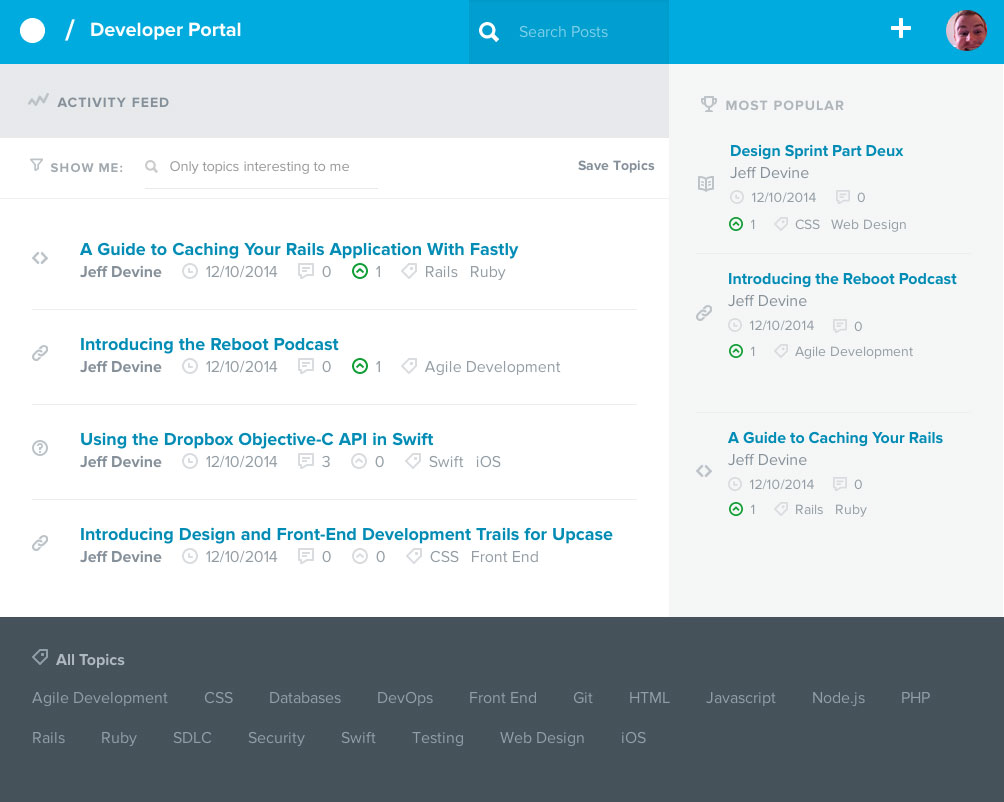 / Developer Portal
Search Posts
ACTIVITY FEED
SHOW ME: Only topics interesting to me Save Topics
A Guide to Caching Your Rails Application With Fastly
Jeff Devine 12/10/2014 0 1 Rails Ruby
Introducing the Reboot Podcast
Jeff Devine 12/10/2014 0 1 Agile Development
Using the Dropbox Objective-C API in Swift
Jeff Devine 12/10/2014 3 0 Swift iOS
Introducing Design and Front-End Development Trails for Upcase
Jeff Devine 12/10/2014 0 0 CSS Front End
MOST POPULAR
Design Sprint Part Deux
Jeff Devine
12/10/2014 0
1 CSS Web Design
Introducing the Reboot Podcast
Jeff Devine
12/10/2014 0
1 Agile Development
A Guide to Caching Your Rails
Jeff Devine
12/10/2014 0
1 Rails Ruby
All Topics
Agile Development CSS Databases DevOps Front End Git HTML Javascript Node.js PHP
Rails Ruby SDLC Security Swift Testing Web Design iOS